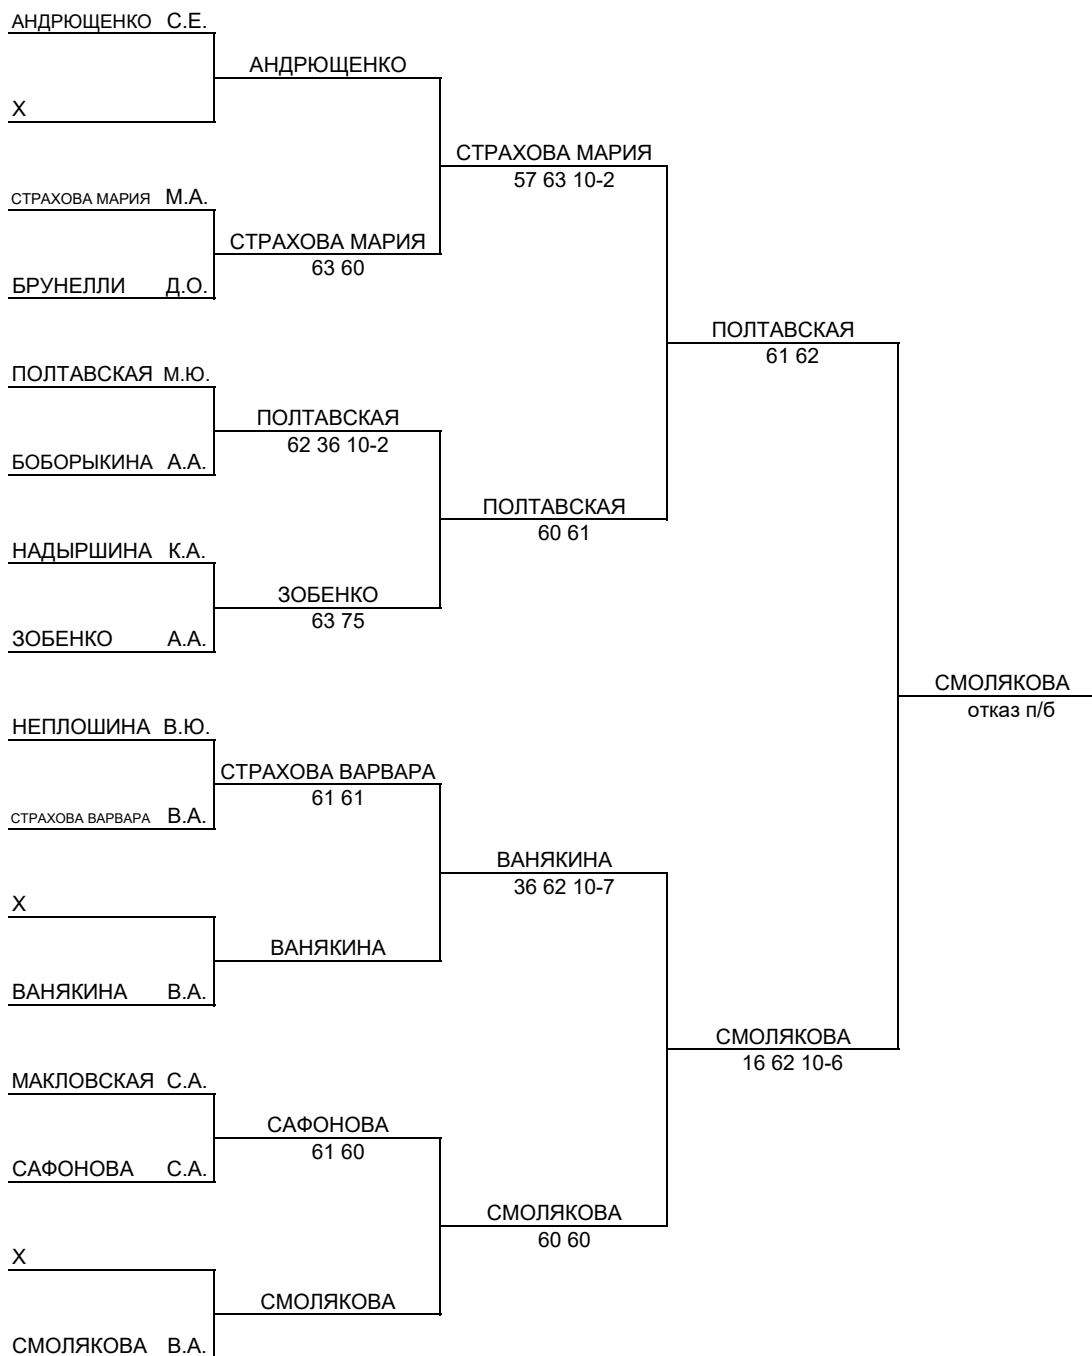 АНДРЮЩЕНКО С.Е.
АНДРЮЩЕНКО
X
СТРАХОВА МАРИЯ
57 63 10-2
СТРАХОВА МАРИЯ М.А.
СТРАХОВА МАРИЯ
63 60
БРУНЕЛЛИ Д.О.
ПОЛТАВСКАЯ
61 62
ПОЛТАВСКАЯ М.Ю.
ПОЛТАВСКАЯ
62 36 10-2
БОБОРЫКИНА А.А.
ПОЛТАВСКАЯ
60 61
НАДЫРШИНА К.А.
ЗОБЕНКО
63 75
ЗОБЕНКО А.А.
СМОЛЯКОВА
отказ п/б
НЕПЛОШИНА В.Ю.
СТРАХОВА ВАРВАРА
61 61
СТРАХОВА ВАРВАРА В.А.
ВАНЯКИНА
36 62 10-7
X
ВАНЯКИНА
ВАНЯКИНА В.А.
СМОЛЯКОВА
16 62 10-6
МАКЛОВСКАЯ С.А.
САФОНОВА
61 60
САФОНОВА С.А.
СМОЛЯКОВА
60 60
X
СМОЛЯКОВА
СМОЛЯКОВА В.А.